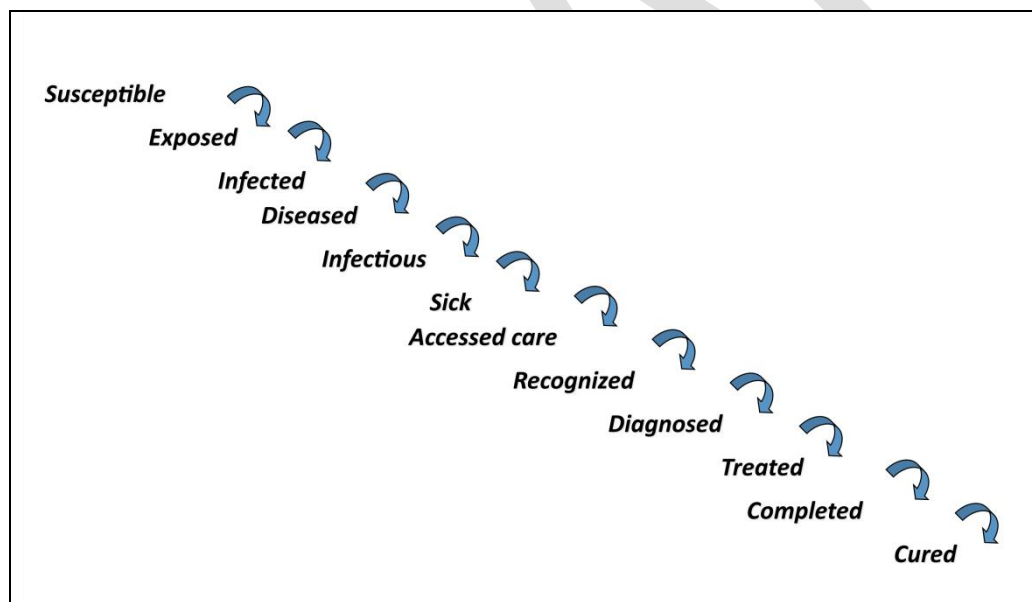 Susceptible
Exposed
Infected
Diseased
Infectious
Sick
Accessed care
Recognized
Diagnosed
Treated
Completed
Cured